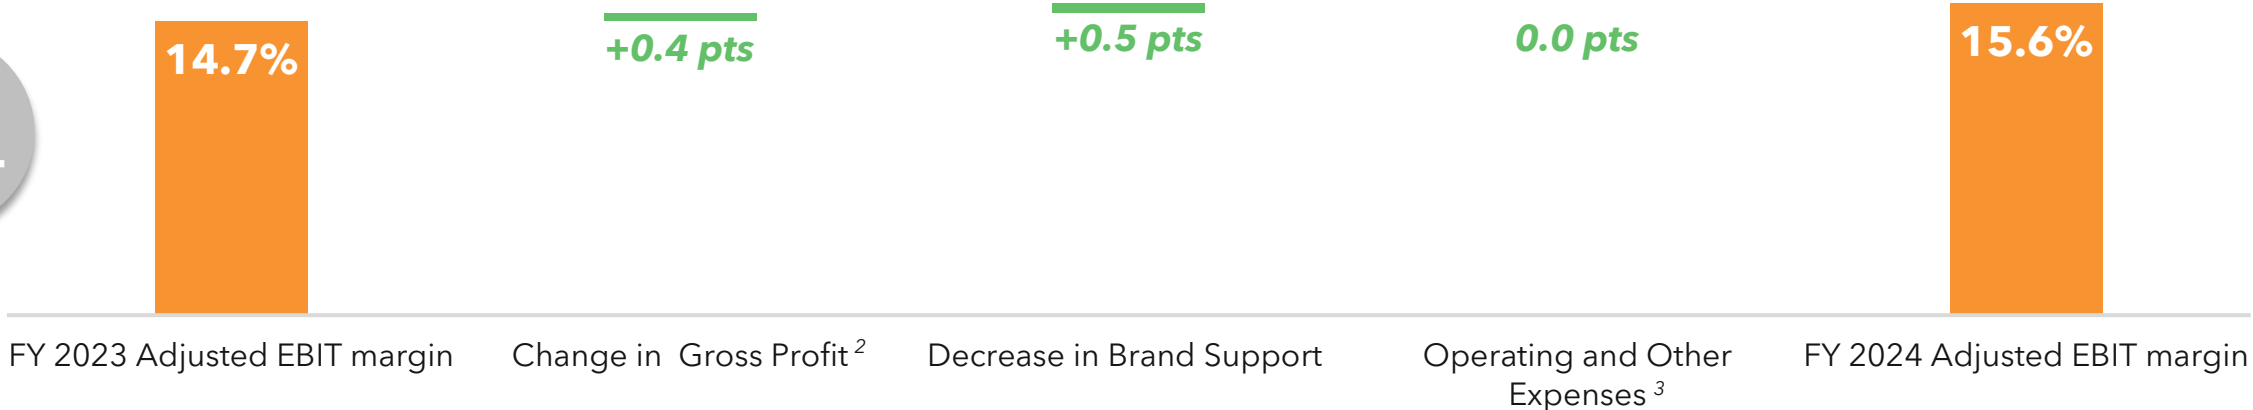 14.7%
+0.4 pts
+0.5 pts
0.0 pts
15.6%
FY 2023 Adjusted EBIT margin
Change in Gross Profit 2
Decrease in Brand Support
Operating and Other
Expenses 3
FY 2024 Adjusted EBIT margin